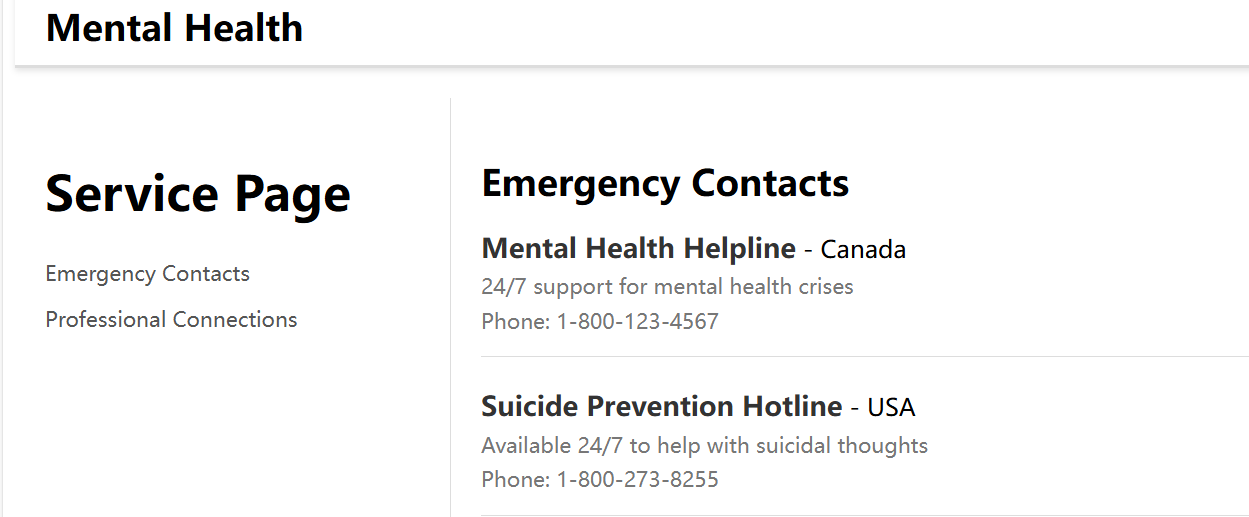 Mental Health
Service Page
Emergency Contacts
Professional Connections
Emergency Contacts
Mental Health Helpline - Canada
24/7 support for mental health crises
Phone: 1-800-123-4567
Suicide Prevention Hotline - USA
Available 24/7 to help with suicidal thoughts
Phone: 1-800-273-8255